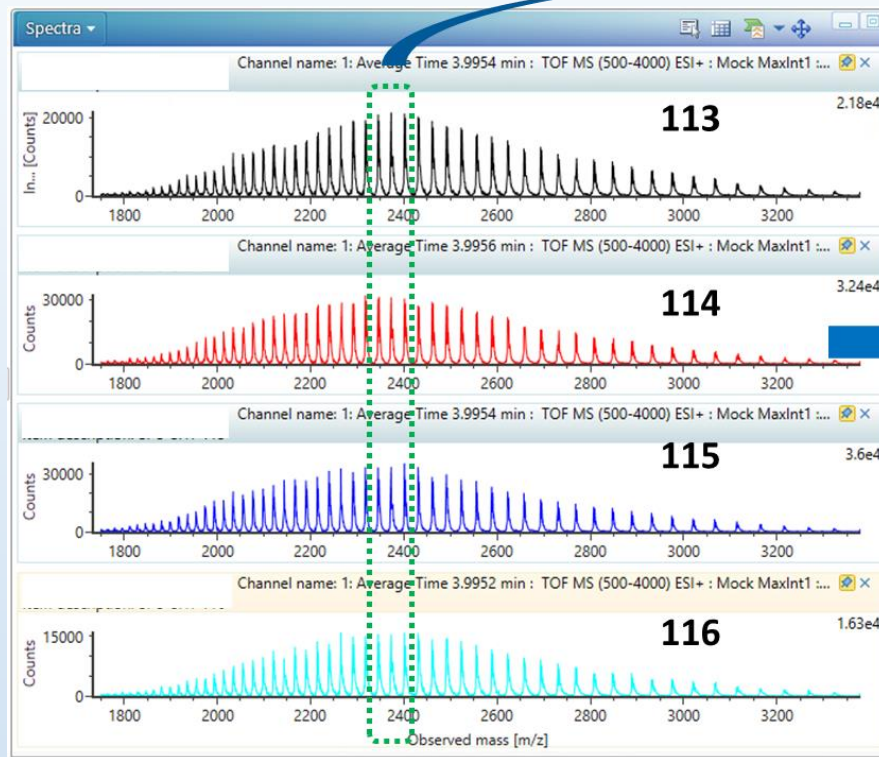 Spectra
Channel name: 1: Average Time 3.9954 min : TOF MS (500-4000) ESI+ : Mock MaxInt1 :...
2.18e4
113
In... [Counts]
20000
0
1800 2000 2200 2400 2600 2800 3000 3200
Channel name: 1: Average Time 3.9956 min : TOF MS (500-4000) ESI+ : Mock MaxInt1 :...
3.24e4
114
Counts
30000
0
1800 2000 2200 2400 2600 2800 3000 3200
Channel name: 1: Average Time 3.9954 min : TOF MS (500-4000) ESI+ : Mock MaxInt1 :...
3.6e4
115
Counts
30000
0
1800 2000 2200 2400 2600 2800 3000 3200
Channel name: 1: Average Time 3.9952 min : TOF MS (500-4000) ESI+ : Mock MaxInt1 :...
1.63e4
116
Counts
15000
0
1800 2000 2200 2400 2600 2800 3000 3200
Observed mass [m/z]